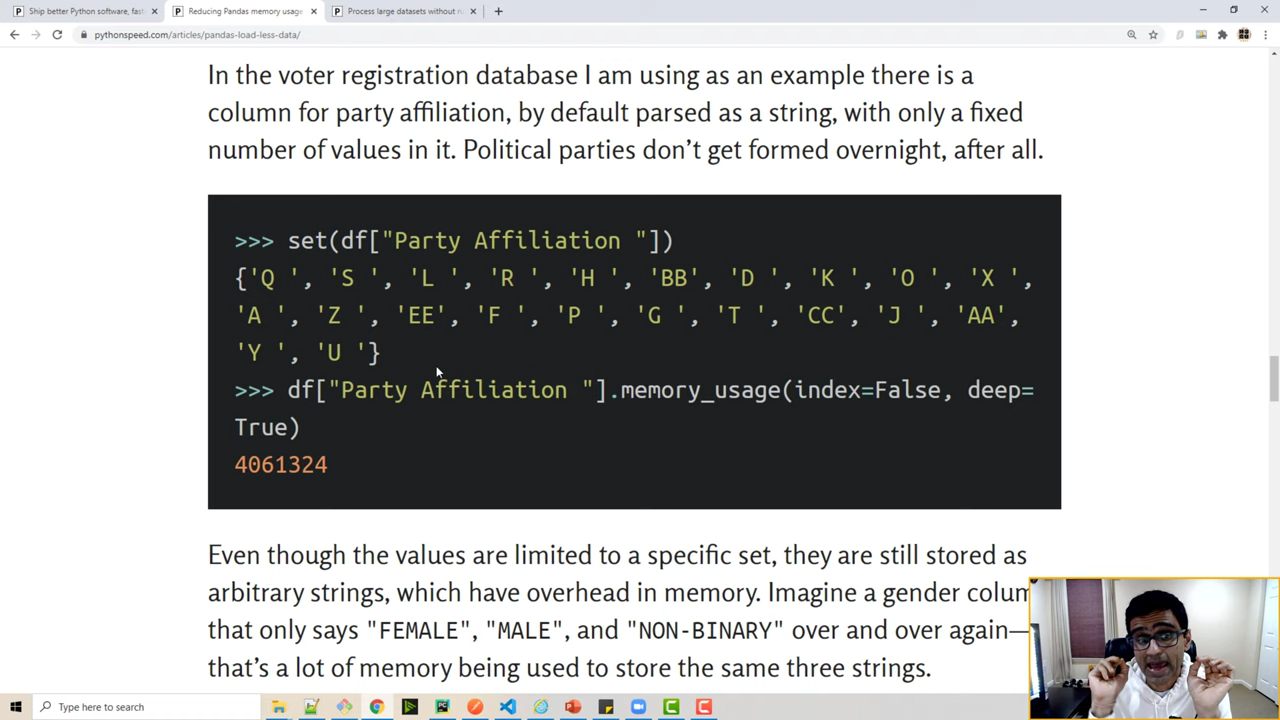 Ship better Python software, fast
Reducing Pandas memory usage
Process large datasets without ru
pythonspeed.com/articles/pandas-load-less-data/
In the voter registration database I am using as an example there is a
column for party affiliation, by default parsed as a string, with only a fixed
number of values in it. Political parties don’t get formed overnight, after all.
>>> set(df["Party Affiliation "])
{'Q ', 'S ', 'L ', 'R ', 'H ', 'BB', 'D ', 'K ', 'O ', 'X ',
'A ', 'Z ', 'EE', 'F ', 'P ', 'G ', 'T ', 'CC', 'J ', 'AA',
'Y ', 'U '}
>>> df["Party Affiliation "].memory_usage(index=False, deep=
True)
4061324
Even though the values are limited to a specific set, they are still stored as
arbitrary strings, which have overhead in memory. Imagine a gender colum
that only says "FEMALE", "MALE", and "NON-BINARY" over and over again—
that’s a lot of memory being used to store the same three strings.
Type here to search